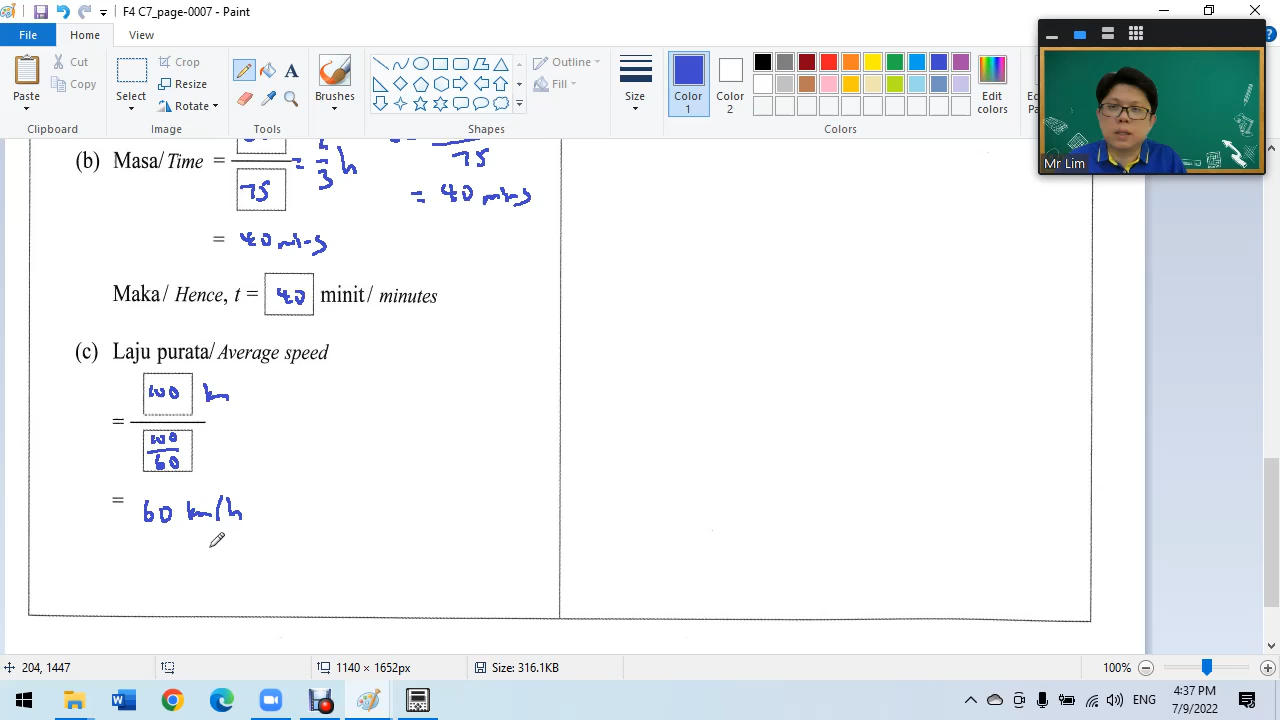 F4 C7_page-0007 - Paint
File Home View
Paste Cut Copy Clipboard
Select Crop Resize Rotate Image
Tools
Brushes
Shapes
Outline Fill
Size
Color 1 Color 2
Edit colors
Colors
Mr Lim
(b) Masa/ Time = 75 = 3 h
75
= 40 mins
= 40 mins
Maka/ Hence, t = 40 minit/ minutes
(c) Laju purata/ Average speed
= 100 km
100
60
= 60 km/h
204, 1447 1140 × 1652px Size: 316.1KB 100%
ENG 4:37 PM
7/9/2022